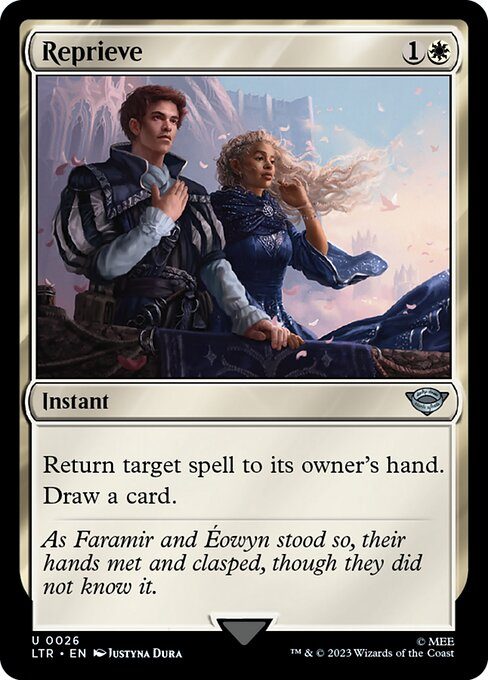 Reprieve 1
Instant
Return target spell to its owner's hand.
Draw a card.
As Faramir and Éowyn stood so, their
hands met and clasped, though they did
not know it.
U 0026
LTR • EN Justyna Dura
© MEE
™ & © 2023 Wizards of the Coast